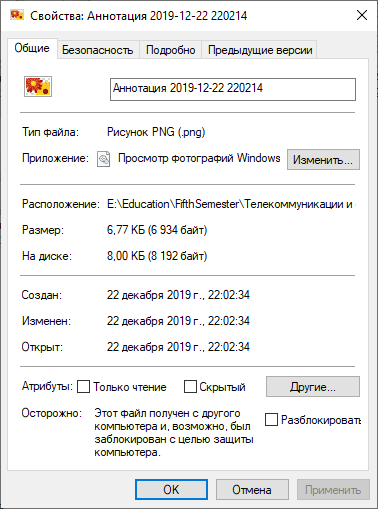 Свойства: Аннотация 2019-12-22 220214
Общие Безопасность Подробно Предыдущие версии
Аннотация 2019-12-22 220214
Тип файла: Рисунок PNG (.png)
Приложение: Просмотр фотографий Windows Изменить...
Расположение: E:\Education\FifthSemester\Телекоммуникации и
Размер: 6,77 КБ (6 934 байт)
На диске: 8,00 КБ (8 192 байт)
Создан: 22 декабря 2019 г., 22:02:34
Изменен: 22 декабря 2019 г., 22:02:34
Открыт: 22 декабря 2019 г., 22:02:34
Атрибуты: Только чтение Скрытый Другие...
Осторожно: Этот файл получен с другого Разблокировать
компьютера и, возможно, был
заблокирован с целью защиты
компьютера.
OK Отмена Применить